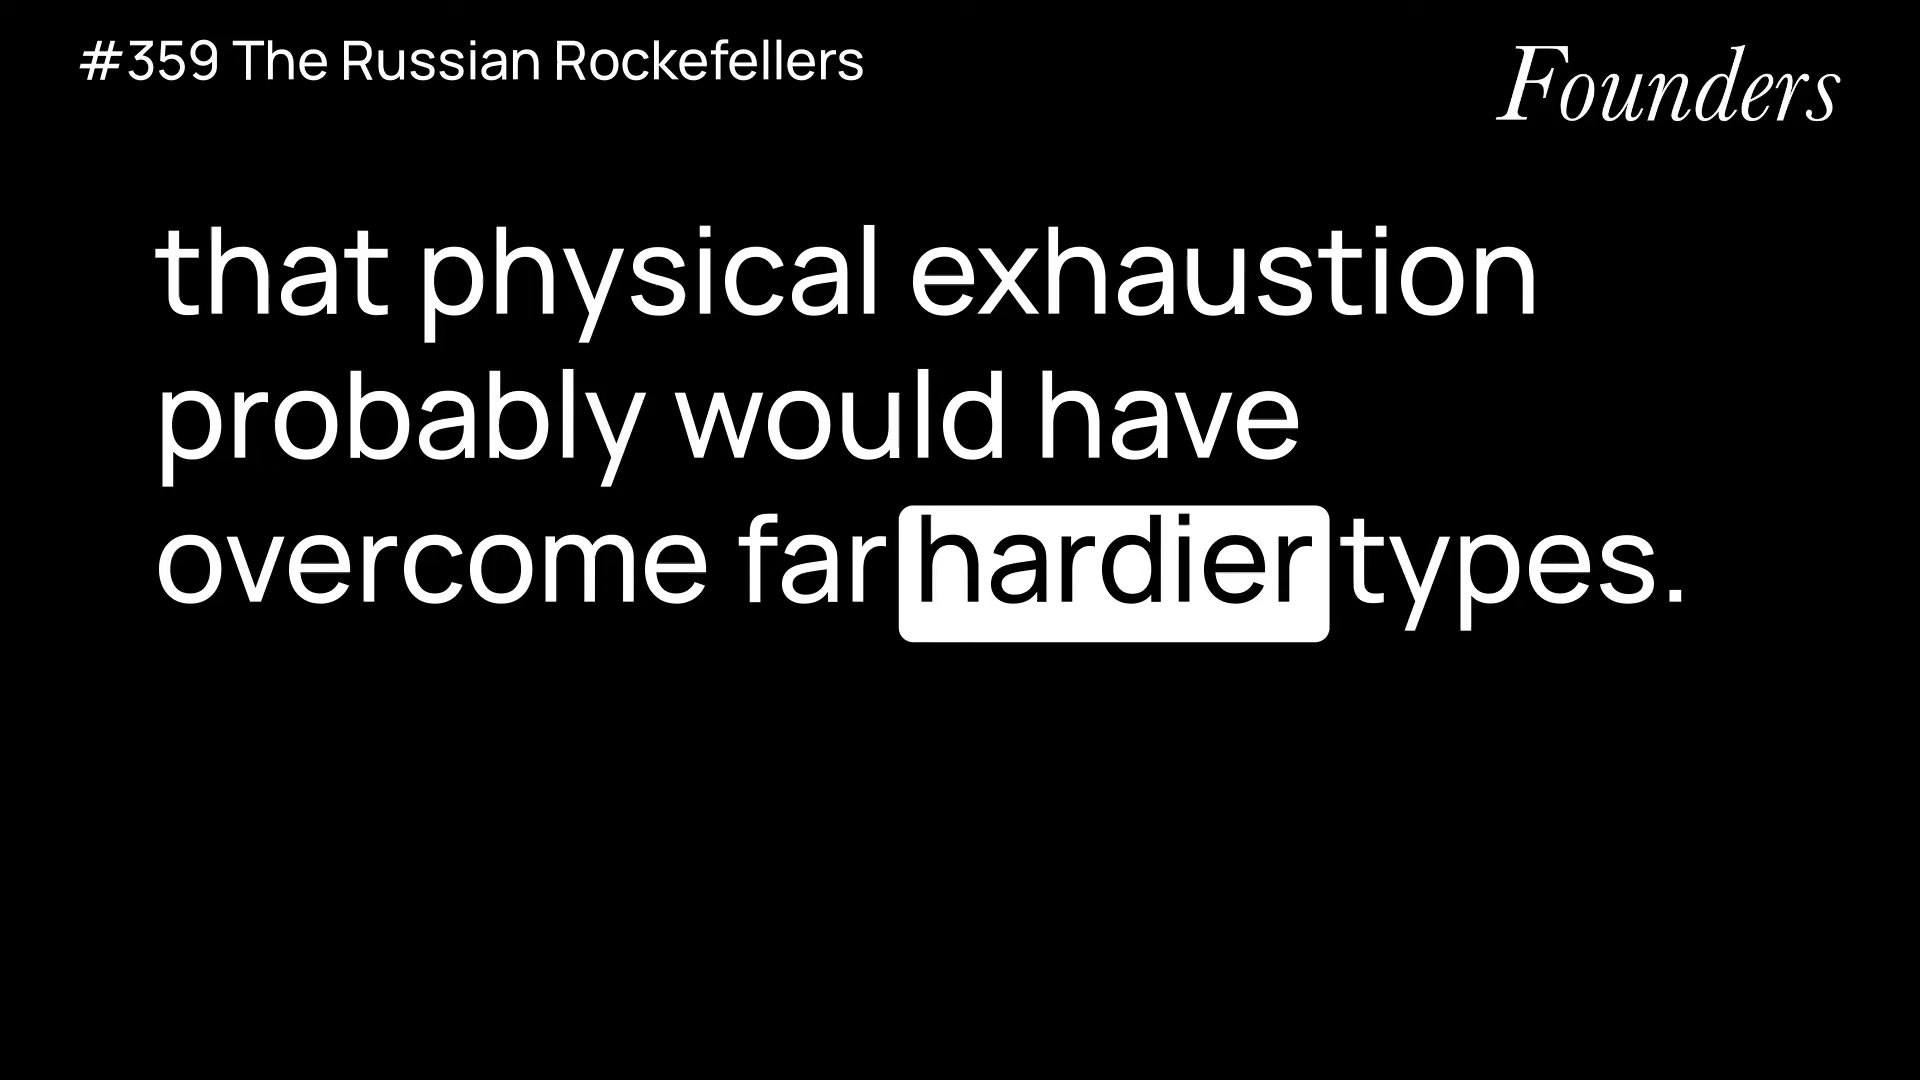 #359 The Russian Rockefellers
Founders
that physical exhaustion
probably would have
overcome far hardier types.